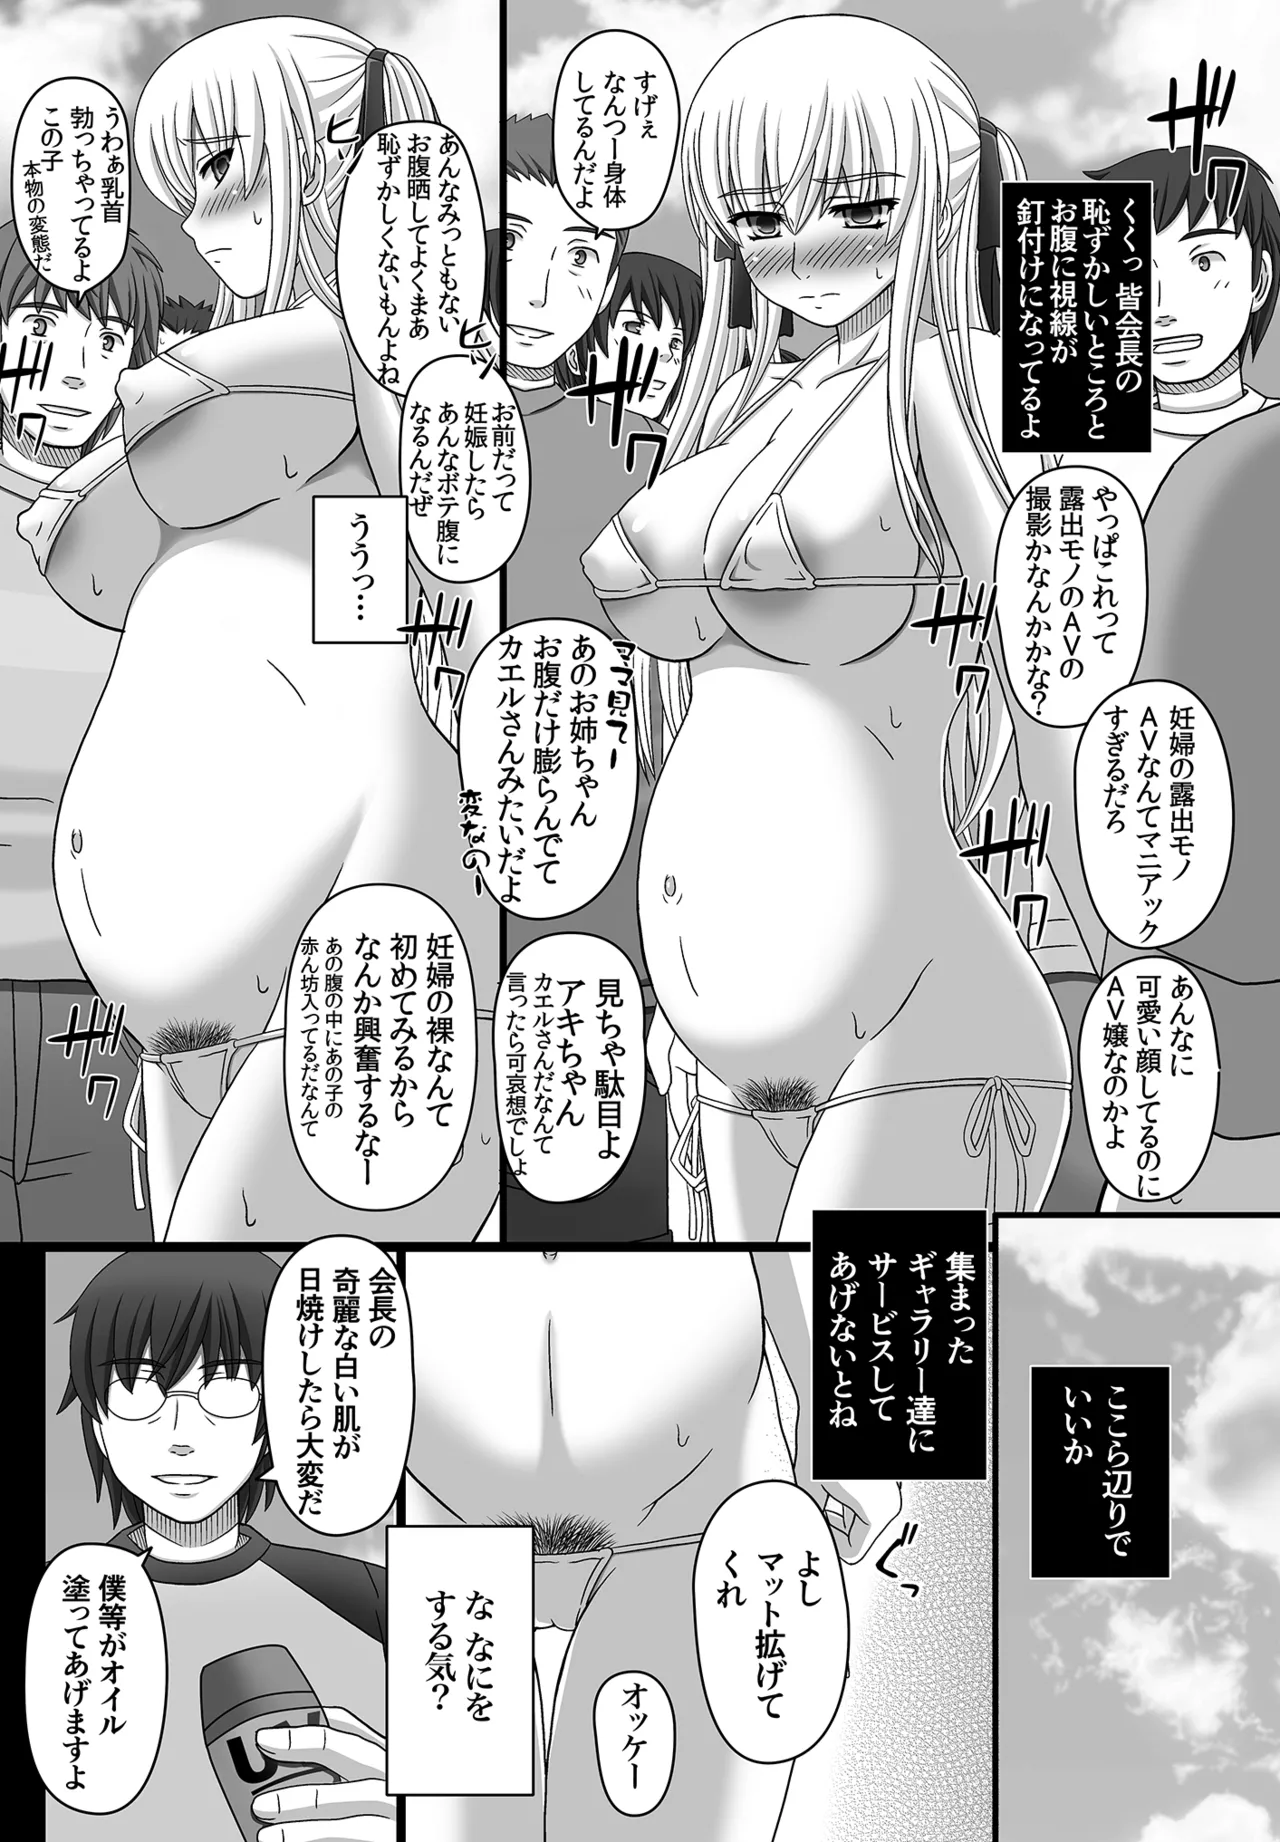 くくっ 皆会長の
恥ずかしいところと
お腹に視線が
釘付けになってるよ
すげぇ
なんつー身体
してるんだよ
やっぱこれって
露出モノのAVの
撮影かなんかかな？
妊婦の露出モノ
AVなんてマニアック
すぎるだろ
あんなに
可愛い顔してるのに
AV嬢なのかよ
ママ見てー
あのお姉ちゃん
お腹だけ膨らんでて
カエルさんみたいだよ
変なのー
見ちゃ駄目よ
アキちゃん
カエルさんだなんて
言ったら可哀想でしょ
あんなみっともない
お腹晒してよくまあ
恥ずかしくないもんよね
お前だって
妊娠したら
あんなボテ腹に
なるんだぜ
うわぁ乳首
勃っちゃってるよ
この子
本物の変態だ
ううっ…
妊婦の裸なんて
初めてみるから
なんか興奮するなー
あの腹の中にあの子の
赤ん坊入ってるだなんて
ここら辺りで
いいか
集まった
ギャラリー達に
サービスして
あげないとね
よし
マット拡げて
くれ
オッケー
な なにを
する気？
会長の
奇麗な白い肌が
日焼けしたら大変だ
僕等がオイル
塗ってあげますよ